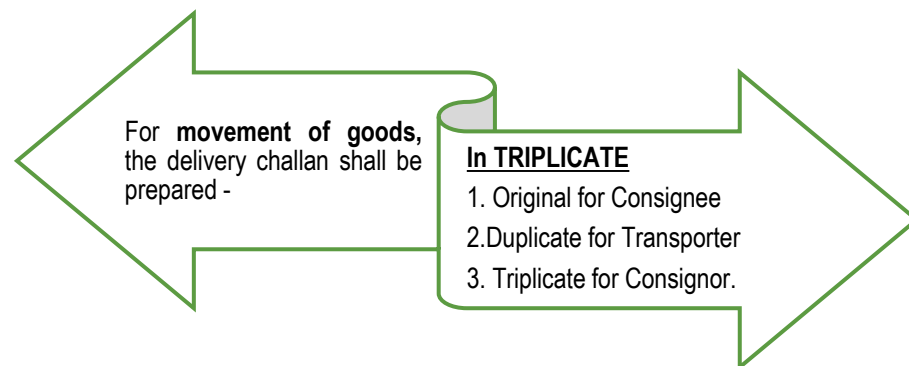 For movement of goods,
the delivery challan shall be
prepared -
In TRIPLICATE
1. Original for Consignee
2.Duplicate for Transporter
3. Triplicate for Consignor.